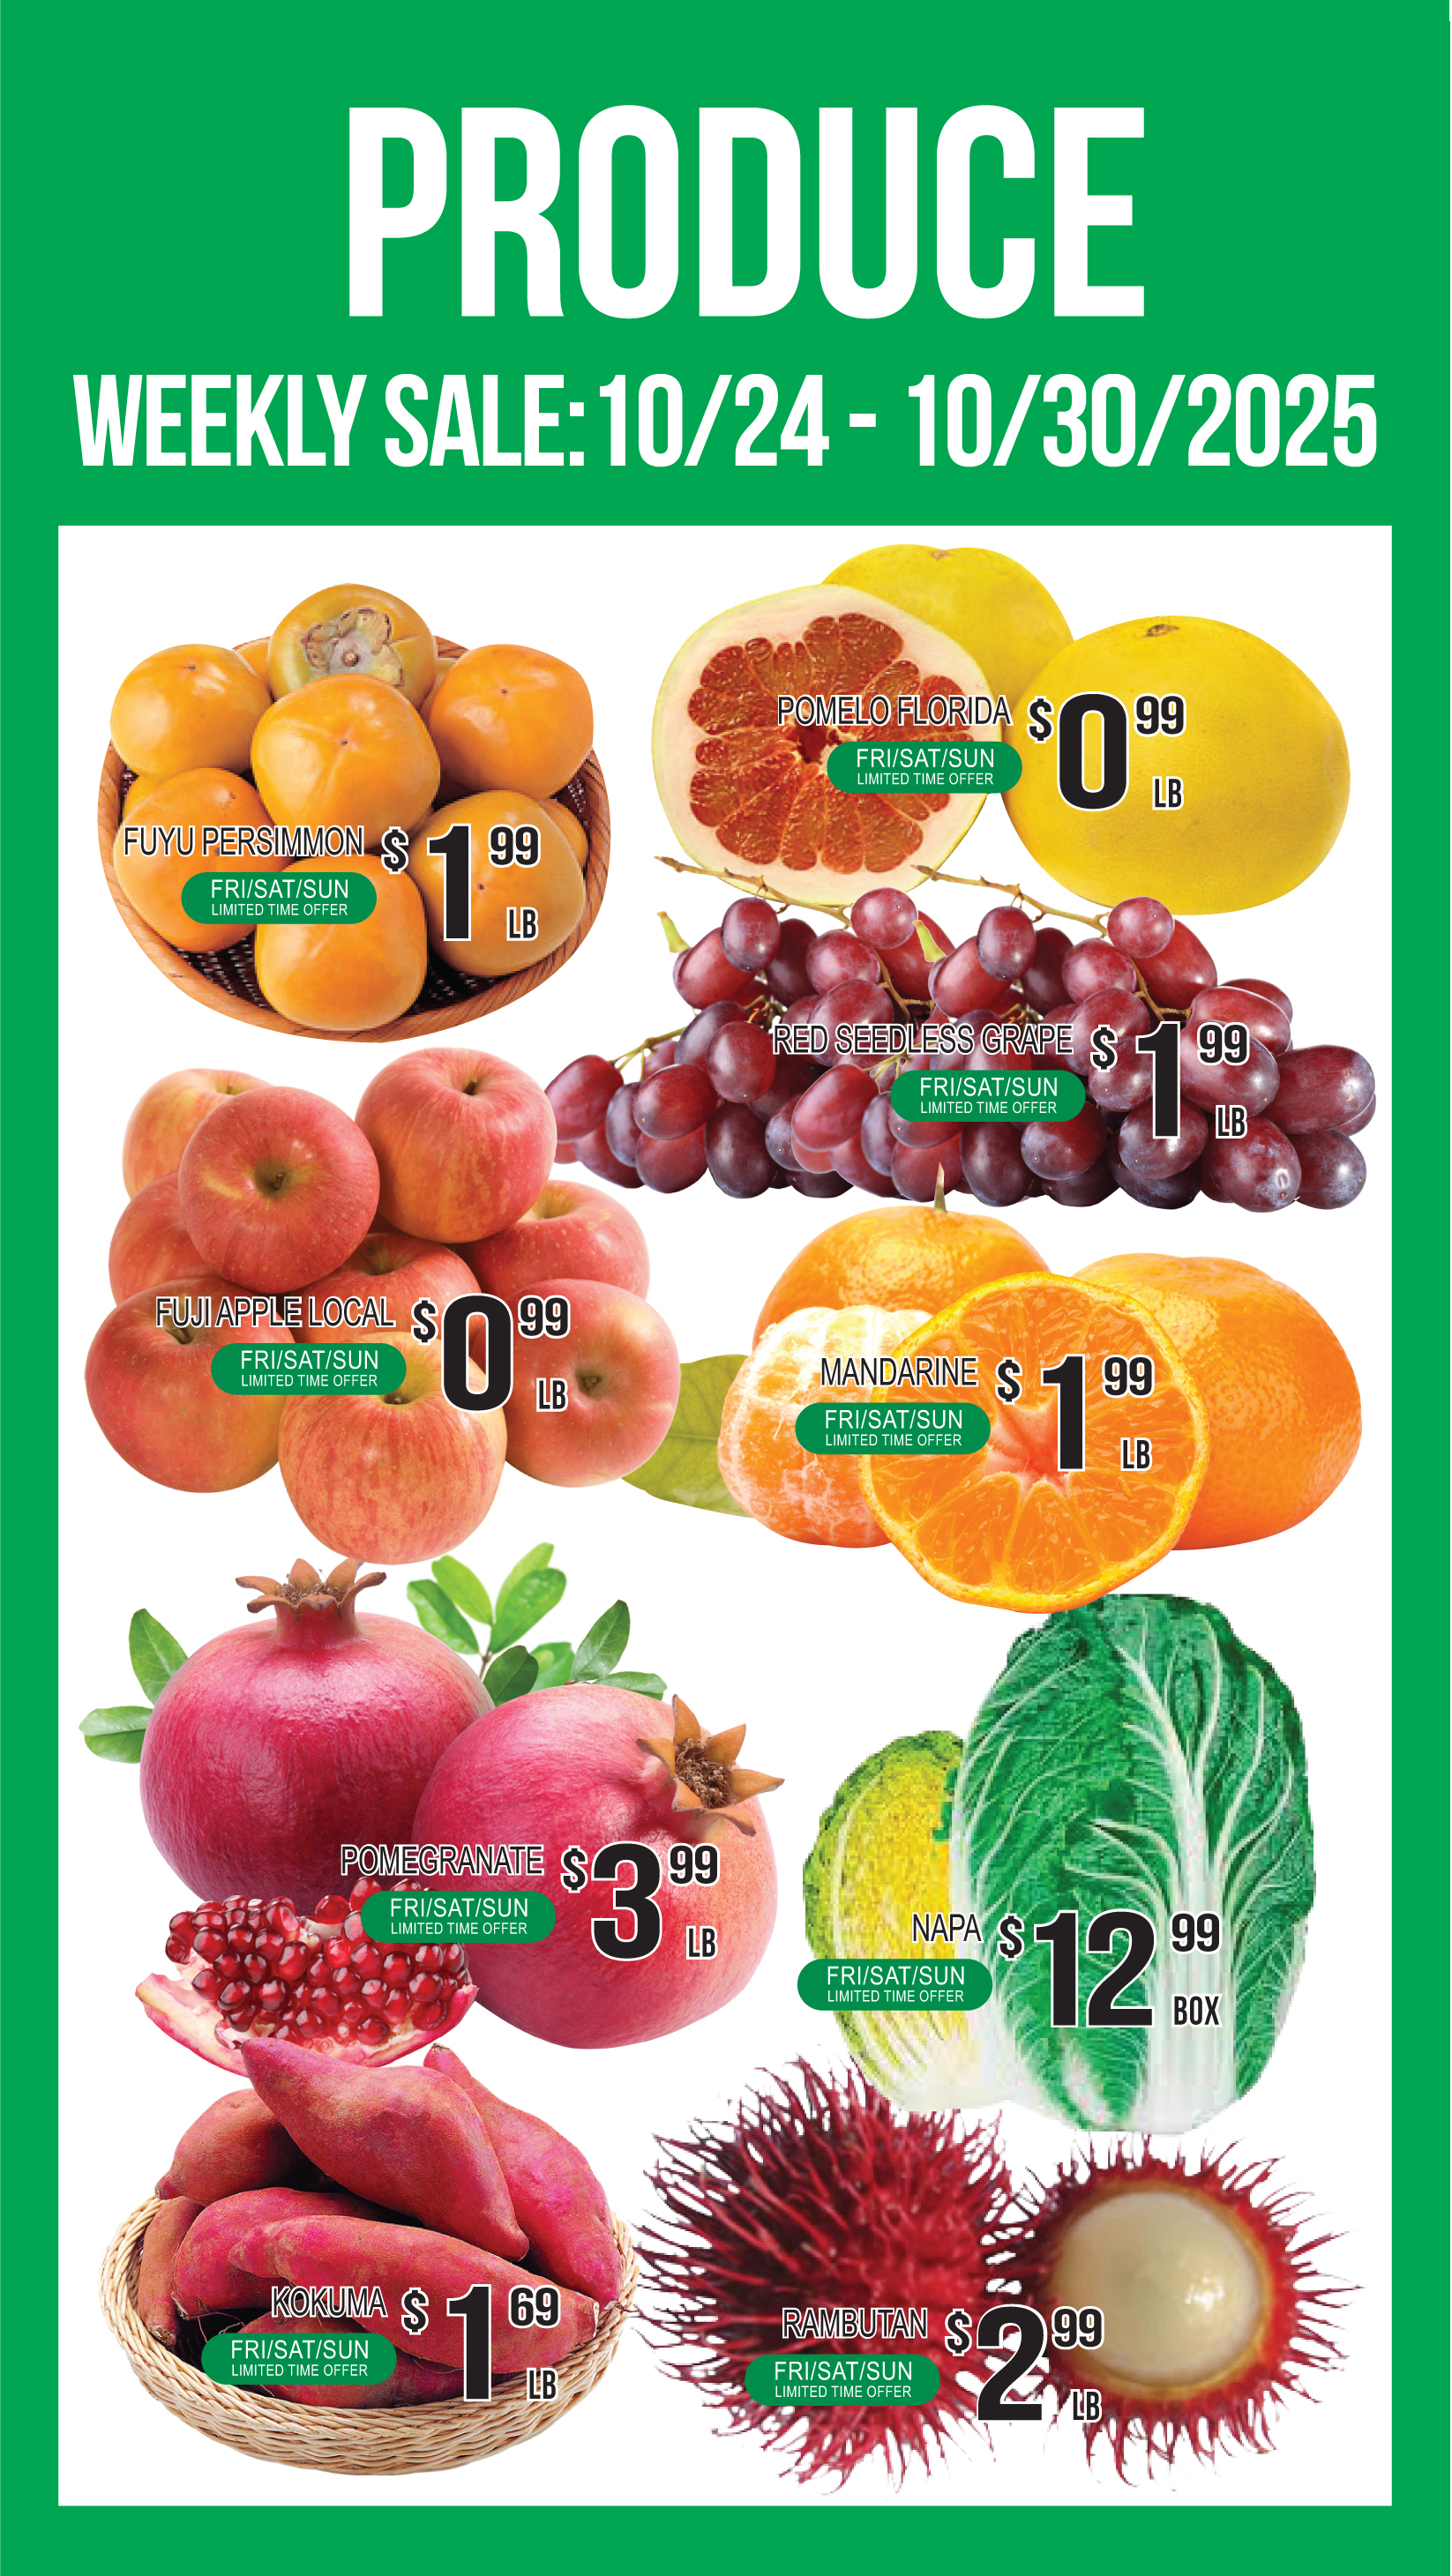 PRODUCE
WEEKLY SALE: 10/24 - 10/30/2025
POMELO FLORIDA $0 99 LB
FRI/SAT/SUN
LIMITED TIME OFFER
FUYU PERSIMMON $1 99 LB
FRI/SAT/SUN
LIMITED TIME OFFER
RED SEEDLESS GRAPE $1 99 LB
FRI/SAT/SUN
LIMITED TIME OFFER
FUJI APPLE LOCAL $0 99 LB
FRI/SAT/SUN
LIMITED TIME OFFER
MANDARINE $1 99 LB
FRI/SAT/SUN
LIMITED TIME OFFER
POMEGRANATE $3 99 LB
FRI/SAT/SUN
LIMITED TIME OFFER
NAPA $12 99 BOX
FRI/SAT/SUN
LIMITED TIME OFFER
KOKUMA $1 69 LB
FRI/SAT/SUN
LIMITED TIME OFFER
RAMBUTAN $2 99 LB
FRI/SAT/SUN
LIMITED TIME OFFER